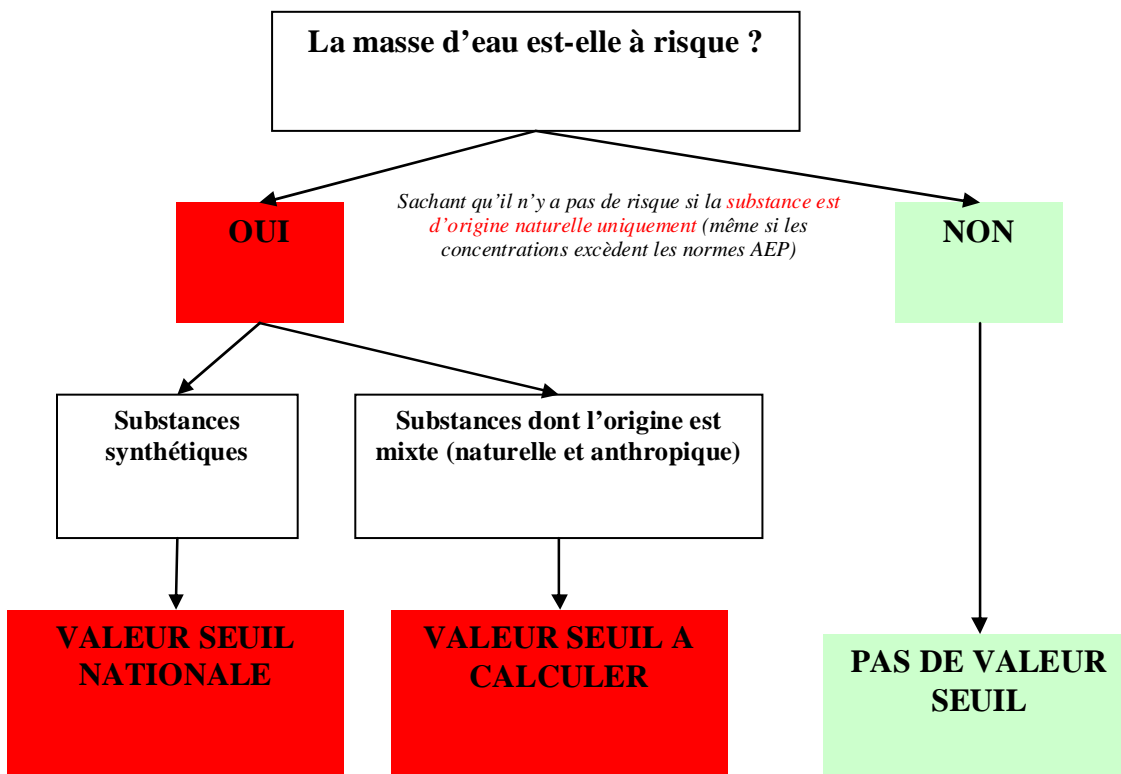 La masse d'eau est-elle à risque ?
Sachant qu'il n'y a pas de risque si la substance est
d'origine naturelle uniquement (même si les
concentrations excèdent les normes AEP)
OUI
NON
Substances
synthétiques
Substances dont l'origine est
mixte (naturelle et anthropique)
VALEUR SEUIL
NATIONALE
VALEUR SEUIL A
CALCULER
PAS DE VALEUR
SEUIL